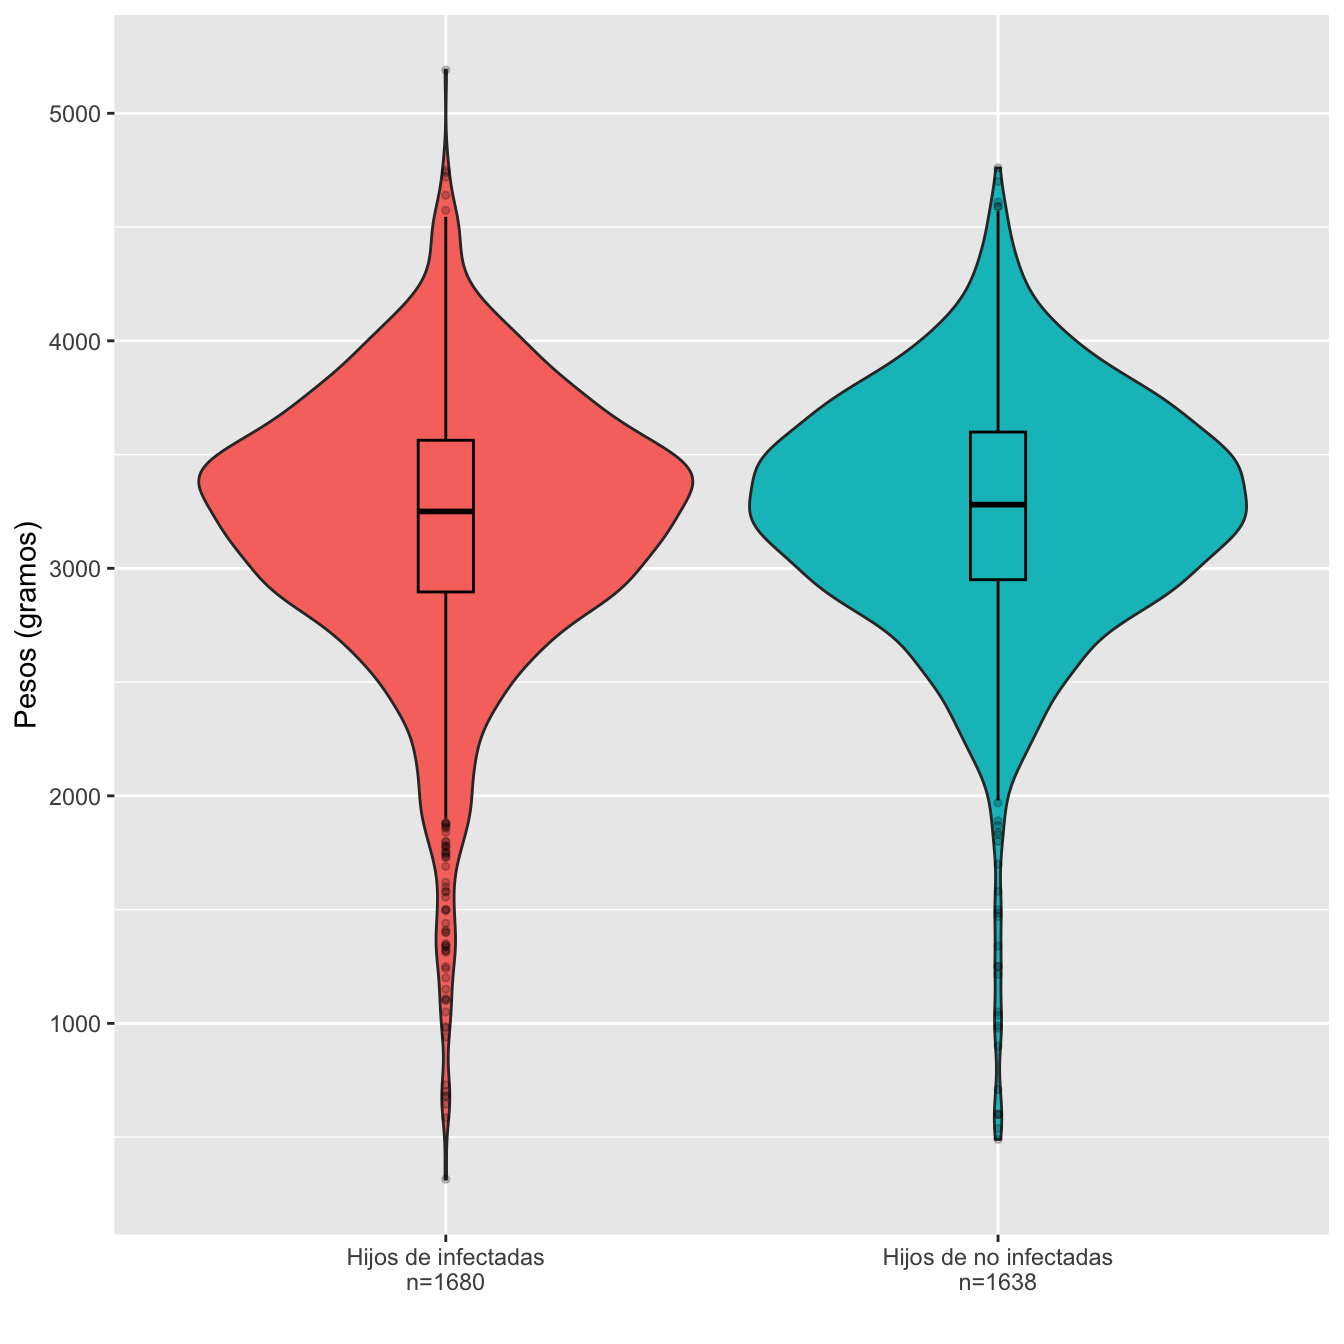 Pesos (gramos)
5000
4000
3000
2000
1000
Hijos de infectadas
n=1680
Hijos de no infectadas
n=1638